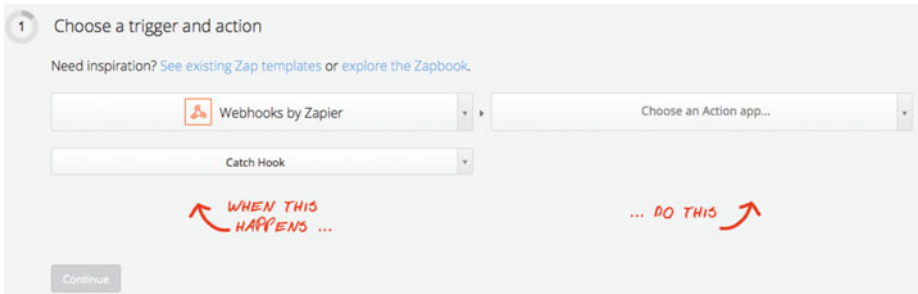 1 Choose a trigger and action
Need inspiration? See existing Zap templates or explore the Zapbook.
Webhooks by Zapier
Choose an Action app...
Catch Hook
WHEN THIS
HAPPENS ...
... DO THIS
Continue